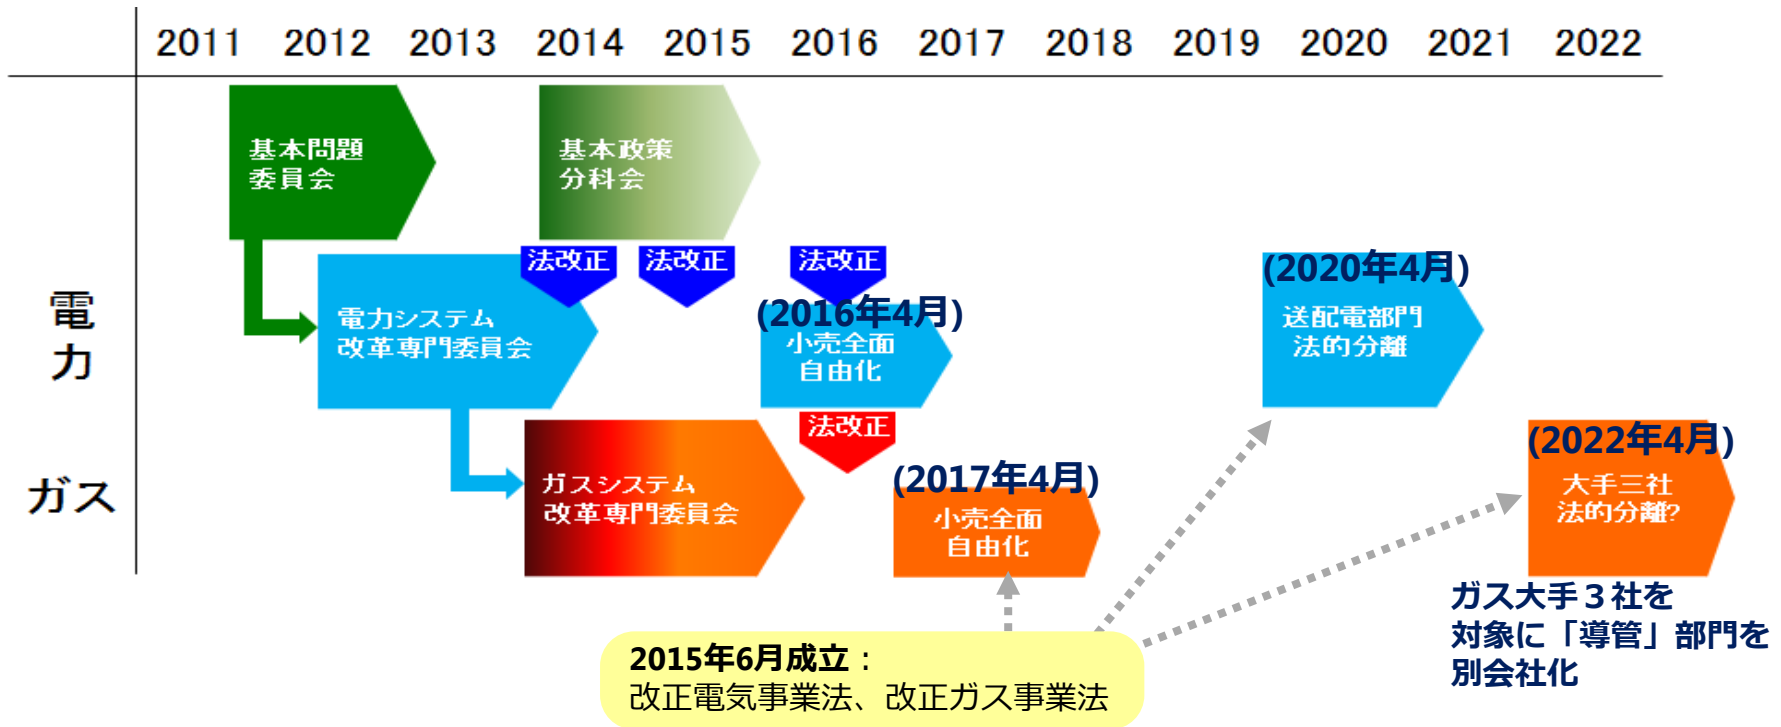 2011 2012 2013 2014 2015 2016 2017 2018 2019 2020 2021 2022
電力
ガス
基本問題
委員会
基本政策
分科会
法改正
法改正
法改正
電力システム
改革専門委員会
(2016年4月)
小売全面
自由化
(2020年4月)
送配電部門
法的分離
法改正
ガスシステム
改革専門委員会
(2017年4月)
小売全面
自由化
(2022年4月)
大手三社
法的分離?
ガス大手３社を
対象に「導管」部門を
別会社化
2015年6月成立：
改正電気事業法、改正ガス事業法